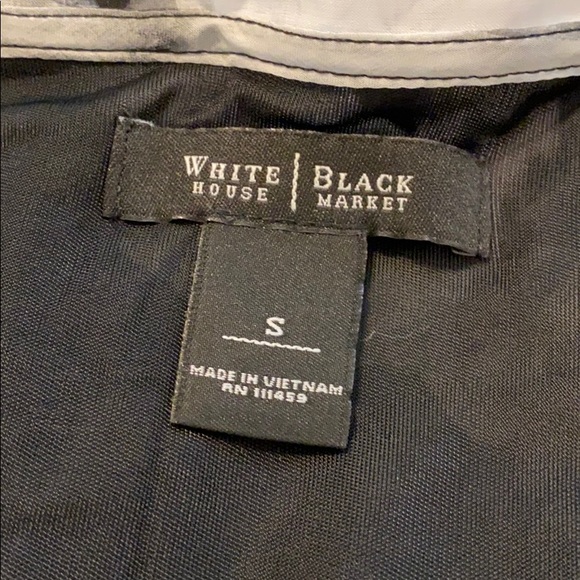 WHITE | BLACK
HOUSE | MARKET
S
MADE IN VIETNAM
RN 111459